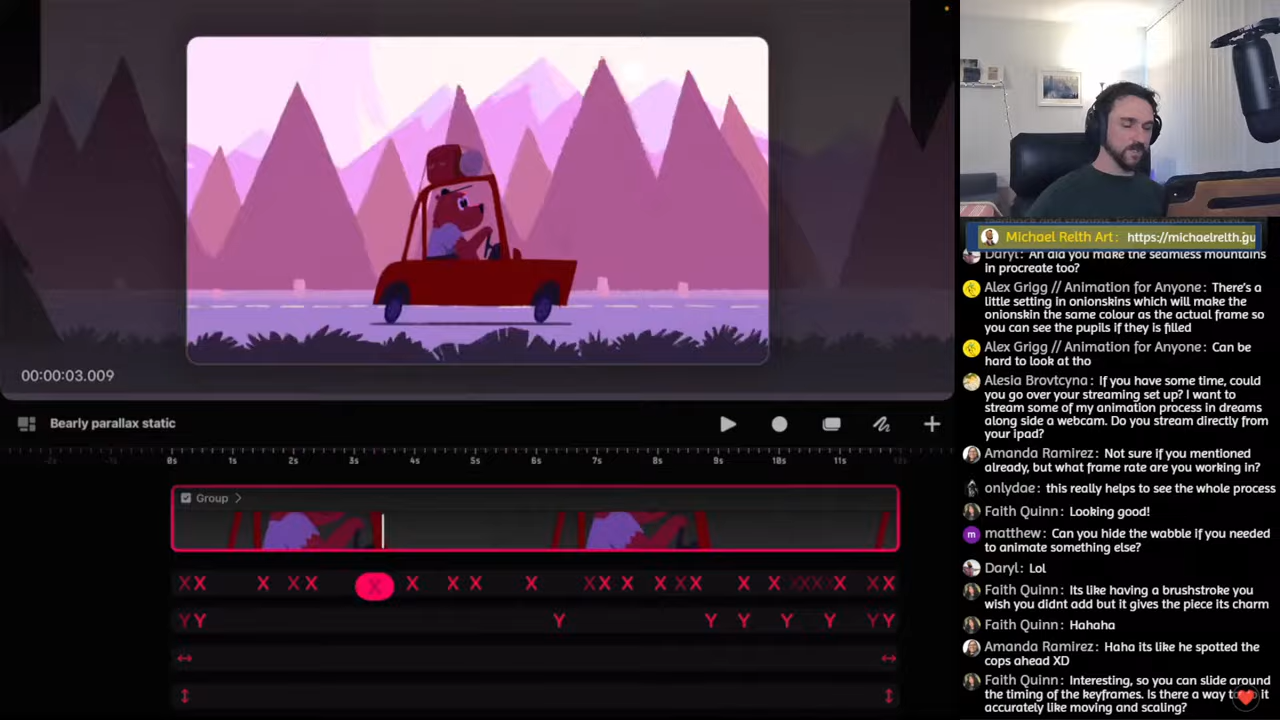 00:00:03.009
Bearly parallax static
0s 1s 2s 3s 4s 5s 6s 7s 8s 9s 10s 11s 12s
Group
X X X X X X X X X X X X X X X X X X X X X X
Y Y Y Y Y Y Y Y Y
Michael Relth Art: https://michaelrelth.gu
Daryl: An did you make the seamless mountains
in procreate too?
Alex Grigg // Animation for Anyone: There's a
little setting in onionskins which will make the
onionskin the same colour as the actual frame so
you can see the pupils if they is filled
Alex Grigg // Animation for Anyone: Can be
hard to look at tho
Alesia Brovtcyna: If you have some time, could
you go over your streaming set up? I want to
stream some of my animation process in dreams
along side a webcam. Do you stream directly from
your ipad?
Amanda Ramirez: Not sure if you mentioned
already, but what frame rate are you working in?
onlydae: this really helps to see the whole process
Faith Quinn: Looking good!
m matthew: Can you hide the wabble if you needed
to animate something else?
Daryl: Lol
Faith Quinn: Its like having a brushstroke you
wish you didnt add but it gives the piece its charm
Faith Quinn: Hahaha
Amanda Ramirez: Haha its like he spotted the
cops ahead XD
Faith Quinn: Interesting, so you can slide around
the timing of the keyframes. Is there a way it
accurately like moving and scaling?